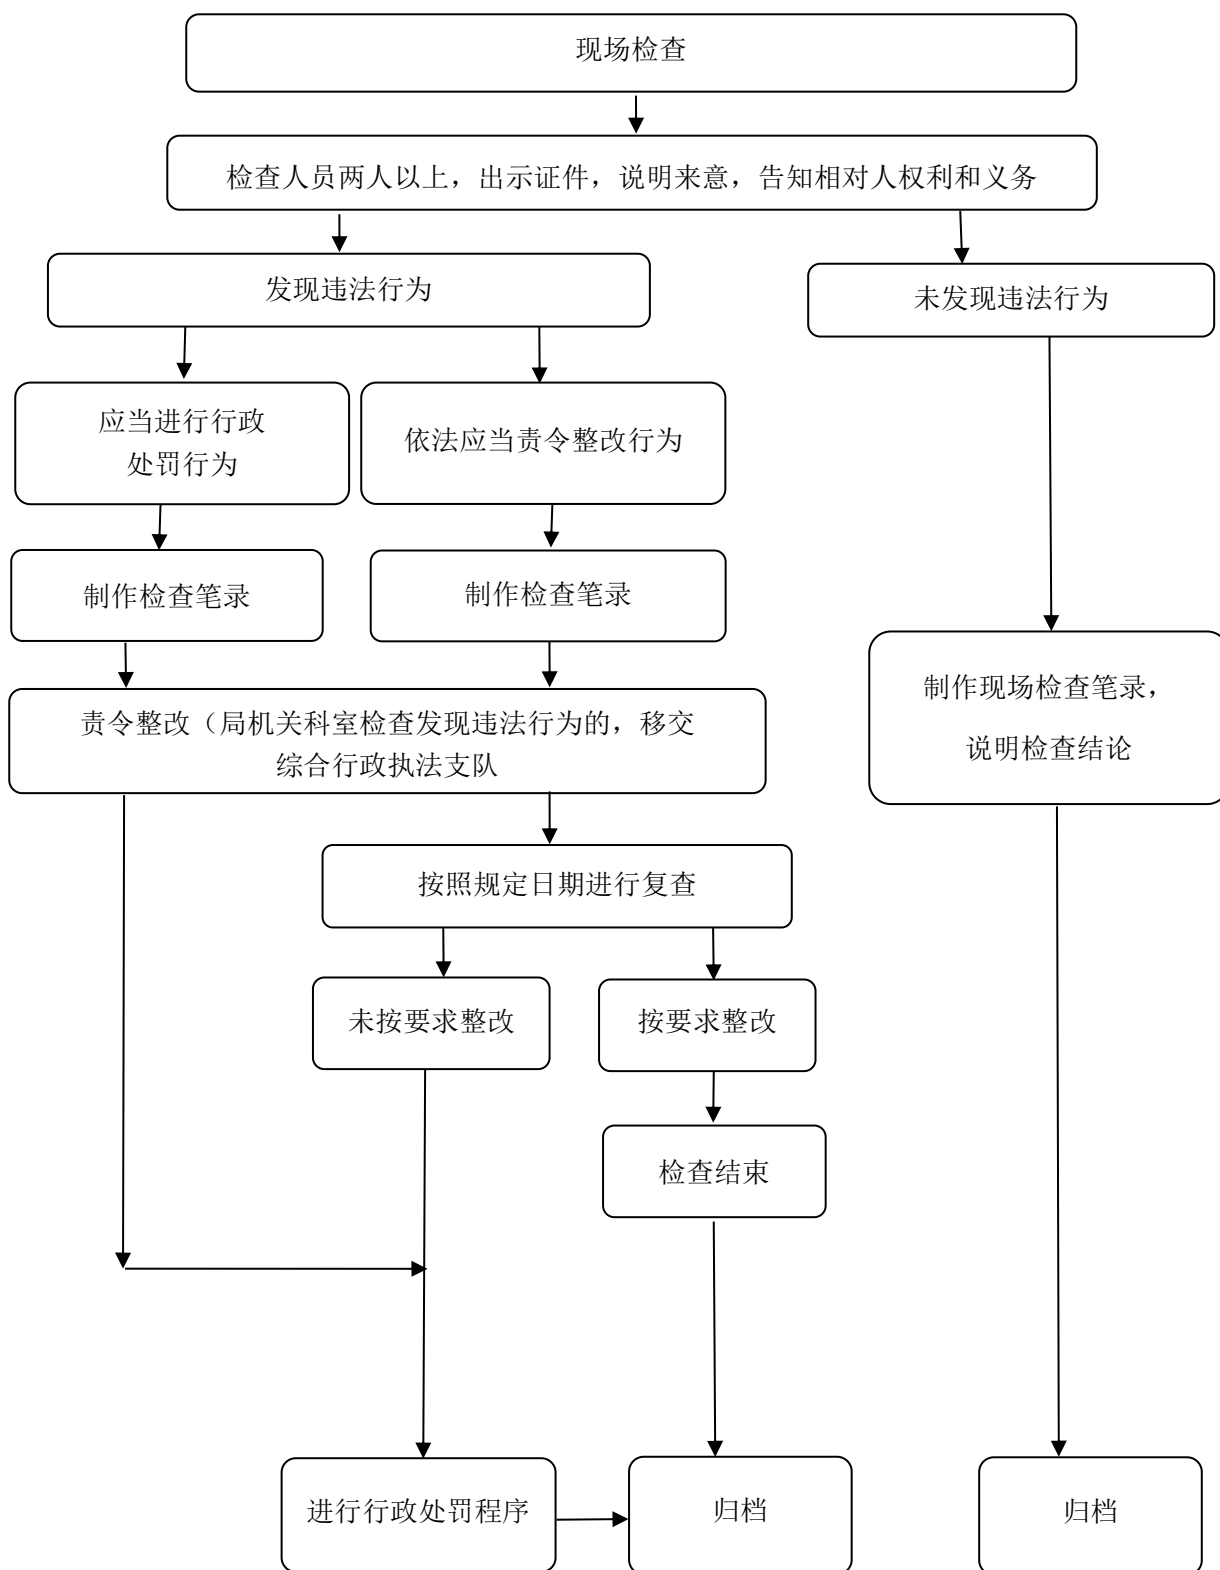 现场检查
检查人员两人以上，出示证件，说明来意，告知相对人权利和义务
发现违法行为
未发现违法行为
应当进行行政
处罚行为
依法应当责令整改行为
制作检查笔录
制作检查笔录
制作现场检查笔录，
说明检查结论
责令整改（局机关科室检查发现违法行为的，移交
综合行政执法支队
按照规定日期进行复查
未按要求整改
按要求整改
检查结束
进行行政处罚程序
归档
归档